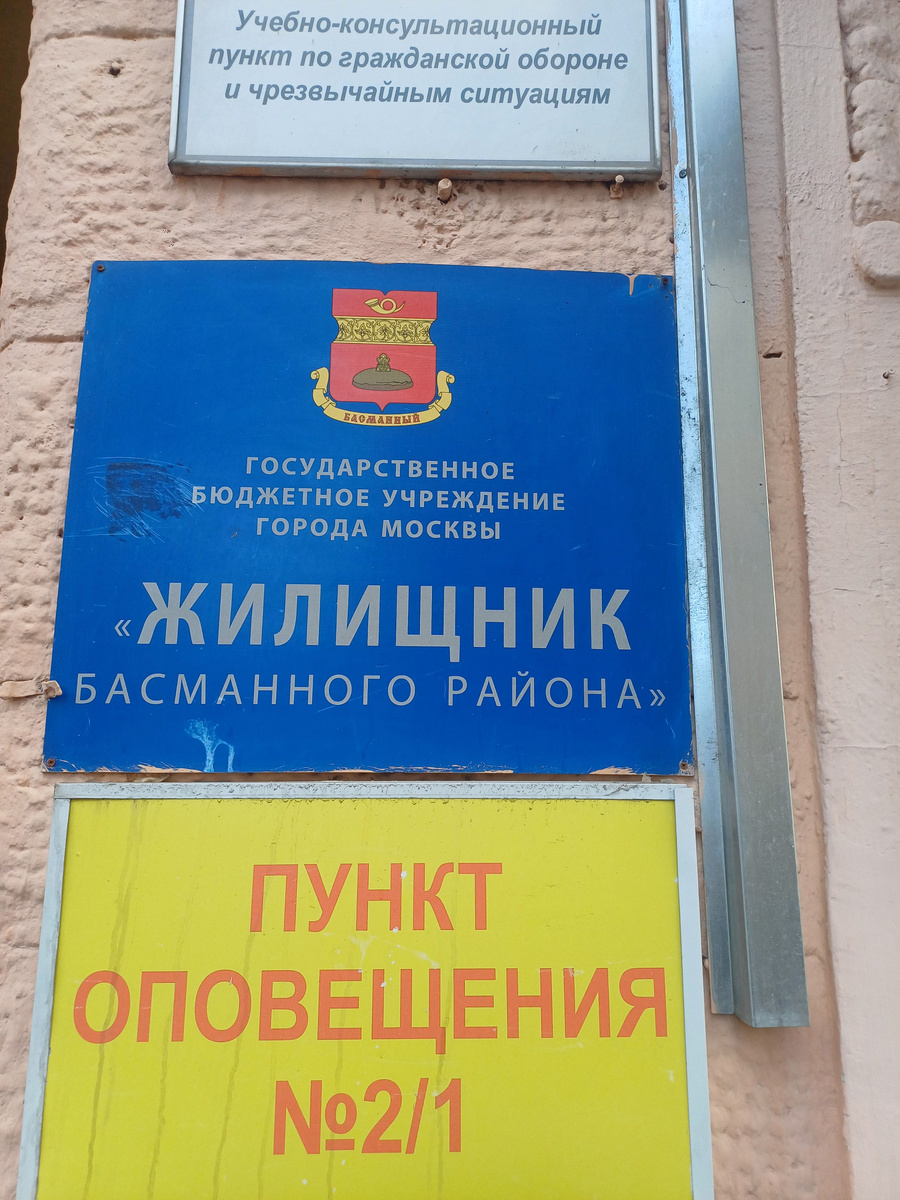 Учебно-консультационный
пункт по гражданской обороне
и чрезвычайным ситуациям
БАСМАННЫЙ
ГОСУДАРСТВЕННОЕ
БЮДЖЕТНОЕ УЧРЕЖДЕНИЕ
ГОРОДА МОСКВЫ
«ЖИЛИЩНИК
БАСМАННОГО РАЙОНА»
ПУНКТ
ОПОВЕЩЕНИЯ
№2/1